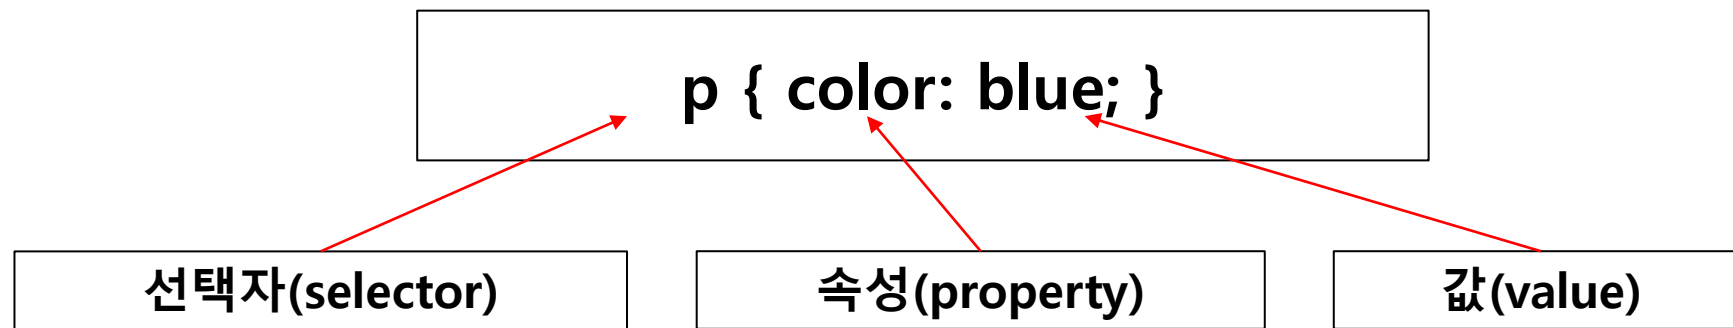 p { color: blue; }
선택자(selector)
속성(property)
값(value)